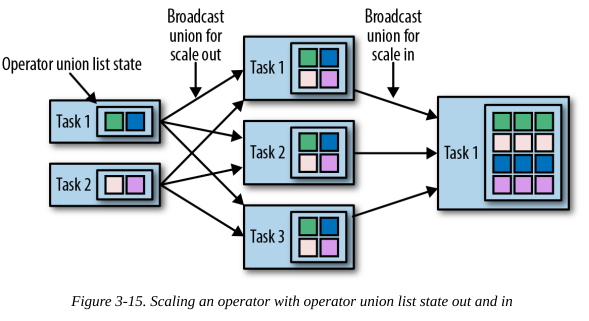 Broadcast
union for
scale out
Broadcast
union for
scale in
Operator union list state
Task 1
Task 2
Task 1
Task 2
Task 3
Task 1
Figure 3-15. Scaling an operator with operator union list state out and in